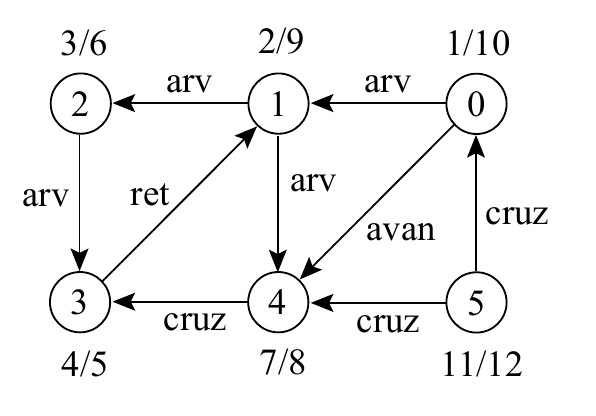 3/6 2/9 1/10
arv arv
2 1 0
arv ret arv avan cruz
3 4 5
cruz cruz
4/5 7/8 11/12